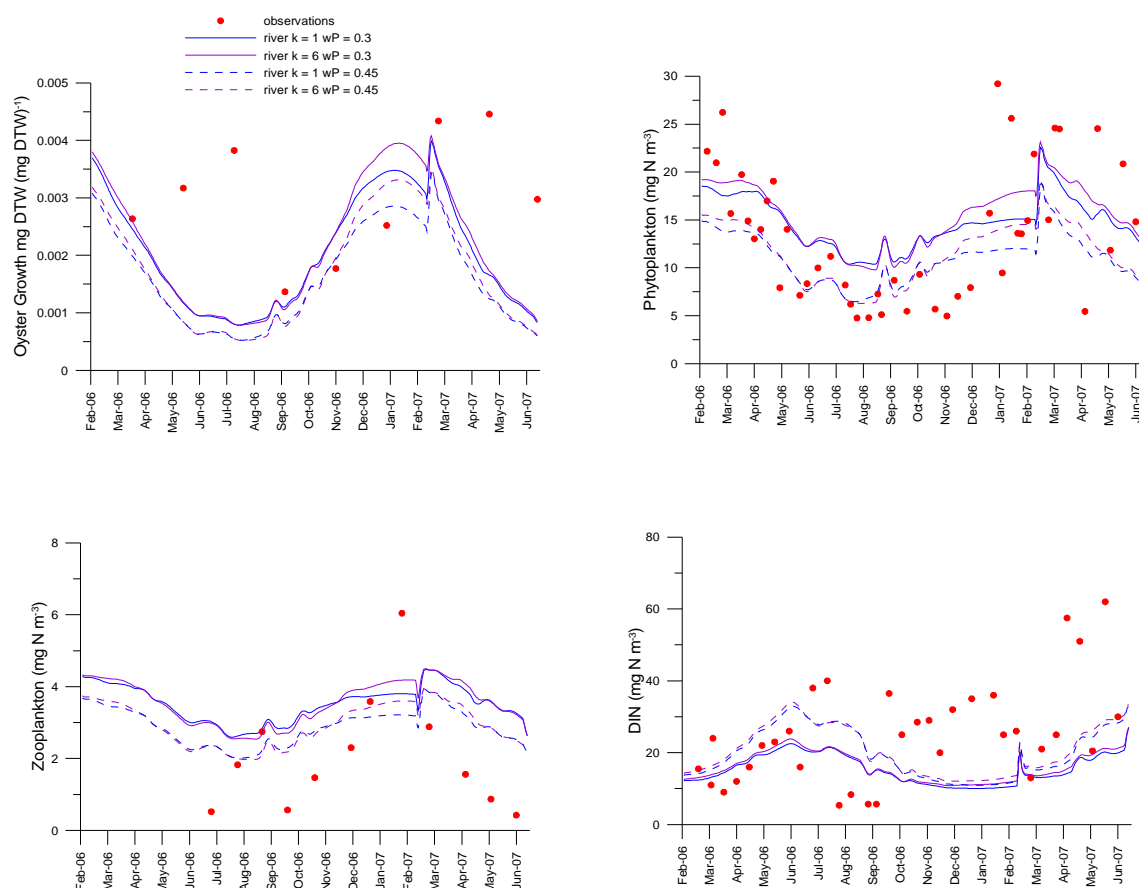 observations
river k = 1 wP = 0.3
river k = 6 wP = 0.3
river k = 1 wP = 0.45
river k = 6 wP = 0.45
Oyster Growth mg DTW (mg DTW)⁻¹
0.005
0.004
0.003
0.002
0.001
0
Feb-06
Mar-06
Apr-06
May-06
Jun-06
Jul-06
Aug-06
Sep-06
Oct-06
Nov-06
Dec-06
Jan-07
Feb-07
Mar-07
Apr-07
May-07
Jun-07
Phytoplankton (mg N m⁻³)
30
25
20
15
10
5
0
Feb-06
Mar-06
Apr-06
May-06
Jun-06
Jul-06
Aug-06
Sep-06
Oct-06
Nov-06
Dec-06
Jan-07
Feb-07
Mar-07
Apr-07
May-07
Jun-07
Zooplankton (mg N m⁻³)
8
6
4
2
0
Feb-06
Mar-06
Apr-06
May-06
Jun-06
Jul-06
Aug-06
Sep-06
Oct-06
Nov-06
Dec-06
Jan-07
Feb-07
Mar-07
Apr-07
May-07
Jun-07
DIN (mg N m⁻³)
80
60
40
20
0
Feb-06
Mar-06
Apr-06
May-06
Jun-06
Jul-06
Aug-06
Sep-06
Oct-06
Nov-06
Dec-06
Jan-07
Feb-07
Mar-07
Apr-07
May-07
Jun-07